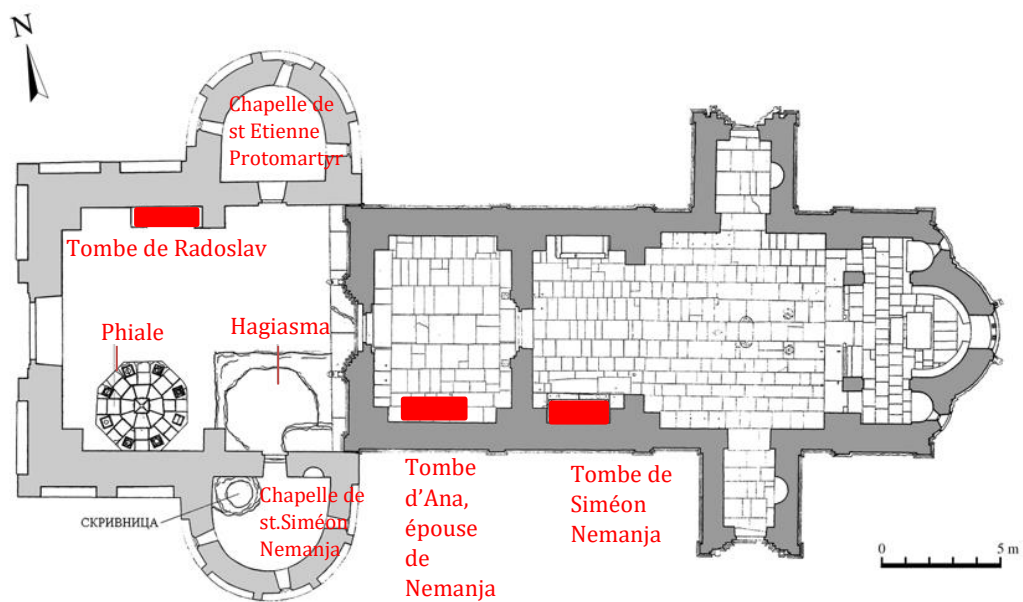 N
Chapelle de
st Etienne
Protomartyr
Tombe de Radoslav
Phiale
Hagiasma
СКРИВНИЦА
Chapelle de
st.Siméon
Nemanja
Tombe
d’Ana,
épouse
de
Nemanja
Tombe de
Siméon
Nemanja
0 5 m